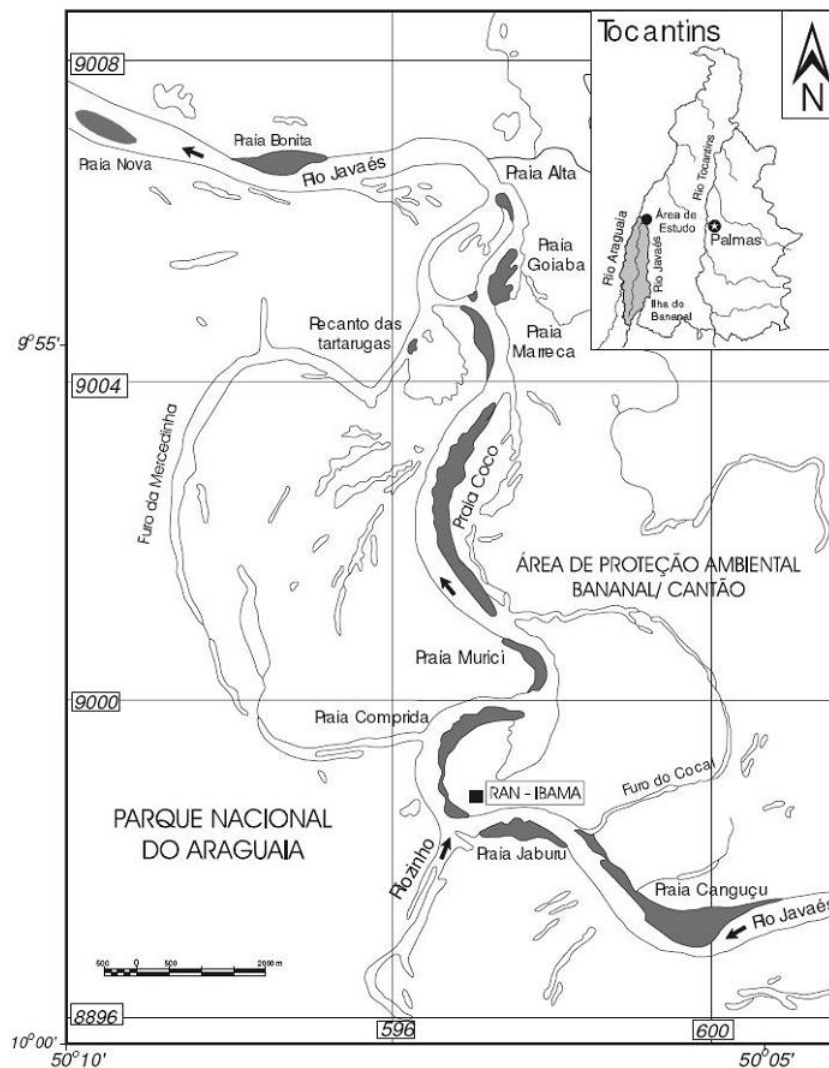 Tocantins
N
Rio Tocantins
Rio Araguaia
Área de
Estudo
Rio Javaés
Palmas
Ilha do
Bananal
9008
Praia Nova
Praia Bonita
Rio Javaés
Praia Alta
Praia
Goiaba
Recanto das
tartarugas
Praia
Marreca
9°55'
9004
Furo da Mercedinha
Praia Coco
ÁREA DE PROTEÇÃO AMBIENTAL
BANANAL/ CANTÃO
Praia Murici
9000
Praia Comprida
RAN - IBAMA
Furo do Cocal
PARQUE NACIONAL
DO ARAGUAIA
Riozinho
Praia Jaburu
Praia Canguçu
Rio Javaés
500 0 500 2000 m
8896
596
600
10°00'
50°10'
50°05'